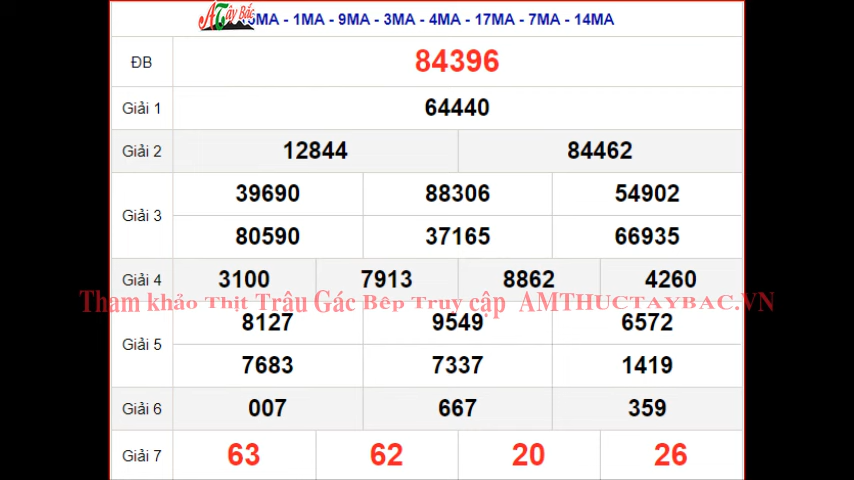 A Tây Bắc
MA - 1MA - 9MA - 3MA - 4MA - 17MA - 7MA - 14MA
ĐB 84396
Giải 1 64440
Giải 2 12844 84462
Giải 3
39690 88306 54902
80590 37165 66935
Giải 4 3100 7913 8862 4260
Tham khảo Thịt Trâu Gác Bếp Truy cập AMTHUCTAYBAC.VN
Giải 5
8127 9549 6572
7683 7337 1419
Giải 6 007 667 359
Giải 7 63 62 20 26